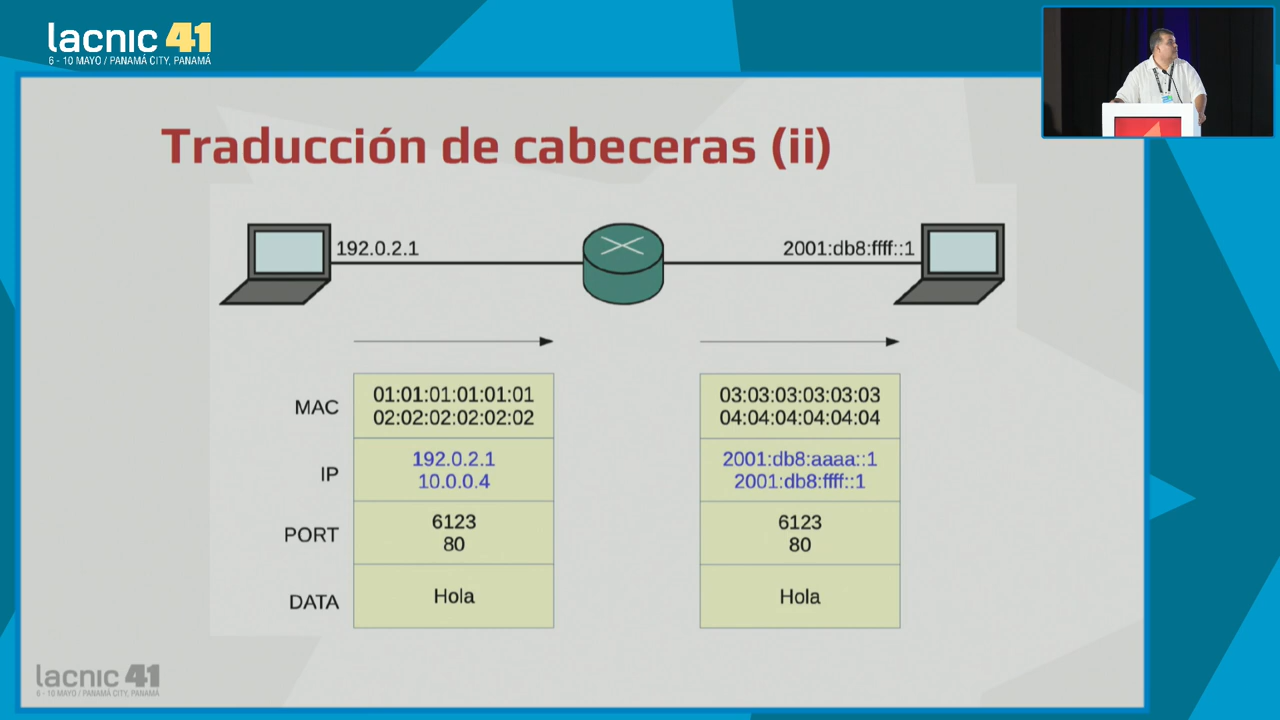 lacnic 41
6 - 10 MAYO / PANAMÁ CITY, PANAMÁ
Traducción de cabeceras (ii)
192.0.2.1
2001:db8:ffff::1
MAC
01:01:01:01:01:01
02:02:02:02:02:02
03:03:03:03:03:03
04:04:04:04:04:04
IP
192.0.2.1
10.0.0.4
2001:db8:aaaa::1
2001:db8:ffff::1
PORT
6123
80
6123
80
DATA
Hola
Hola
lacnic 41
6 - 10 MAYO / PANAMÁ CITY, PANAMÁ